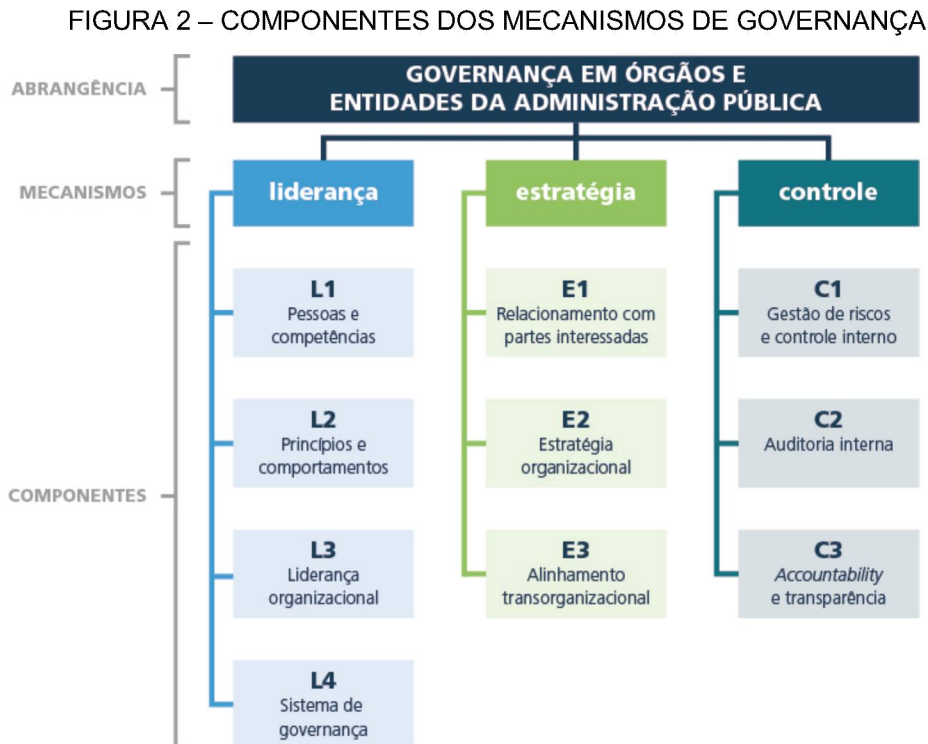 FIGURA 2 – COMPONENTES DOS MECANISMOS DE GOVERNANÇA
ABRANGÊNCIA
GOVERNANÇA EM ÓRGÃOS E
ENTIDADES DA ADMINISTRAÇÃO PÚBLICA
MECANISMOS
liderança
estratégia
controle
COMPONENTES
L1
Pessoas e
competências
E1
Relacionamento com
partes interessadas
C1
Gestão de riscos
e controle interno
L2
Princípios e
comportamentos
E2
Estratégia
organizacional
C2
Auditoria interna
L3
Liderança
organizacional
E3
Alinhamento
transorganizacional
C3
Accountability
e transparência
L4
Sistema de
governança